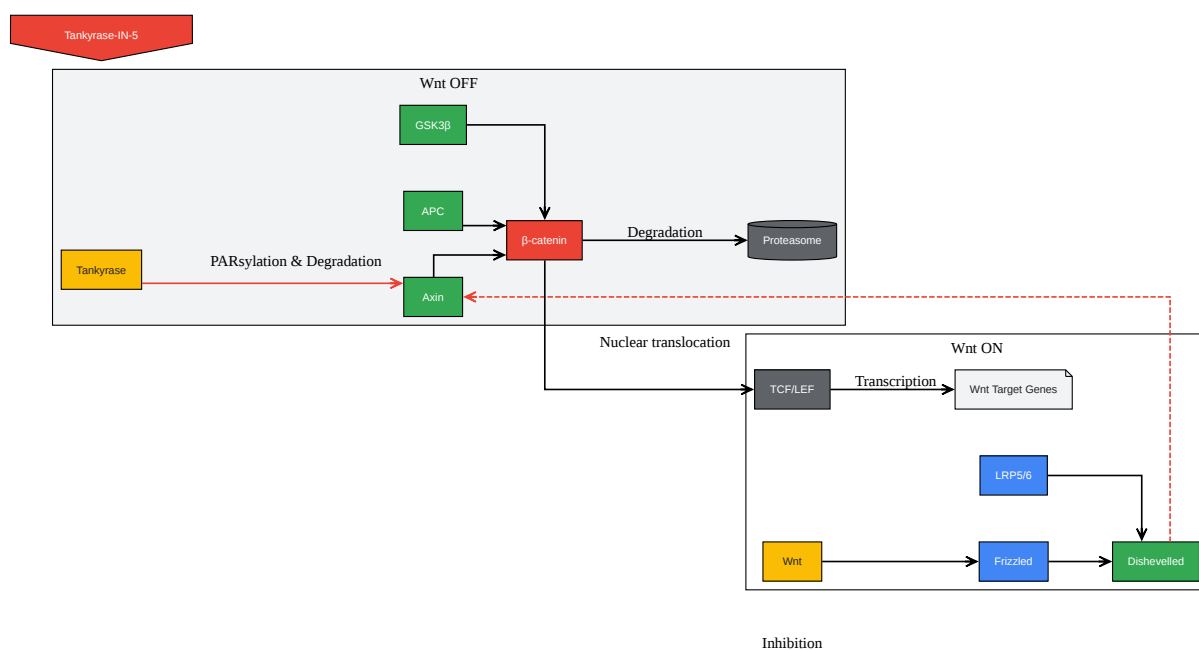 Tankyrase-IN-5
Wnt OFF
GSK3β
APC
β-catenin
Degradation
Proteasome
Tankyrase
PARsylation & Degradation
Axin
Nuclear translocation
Wnt ON
TCF/LEF
Transcription
Wnt Target Genes
LRP5/6
Wnt
Frizzled
Dishevelled
Inhibition